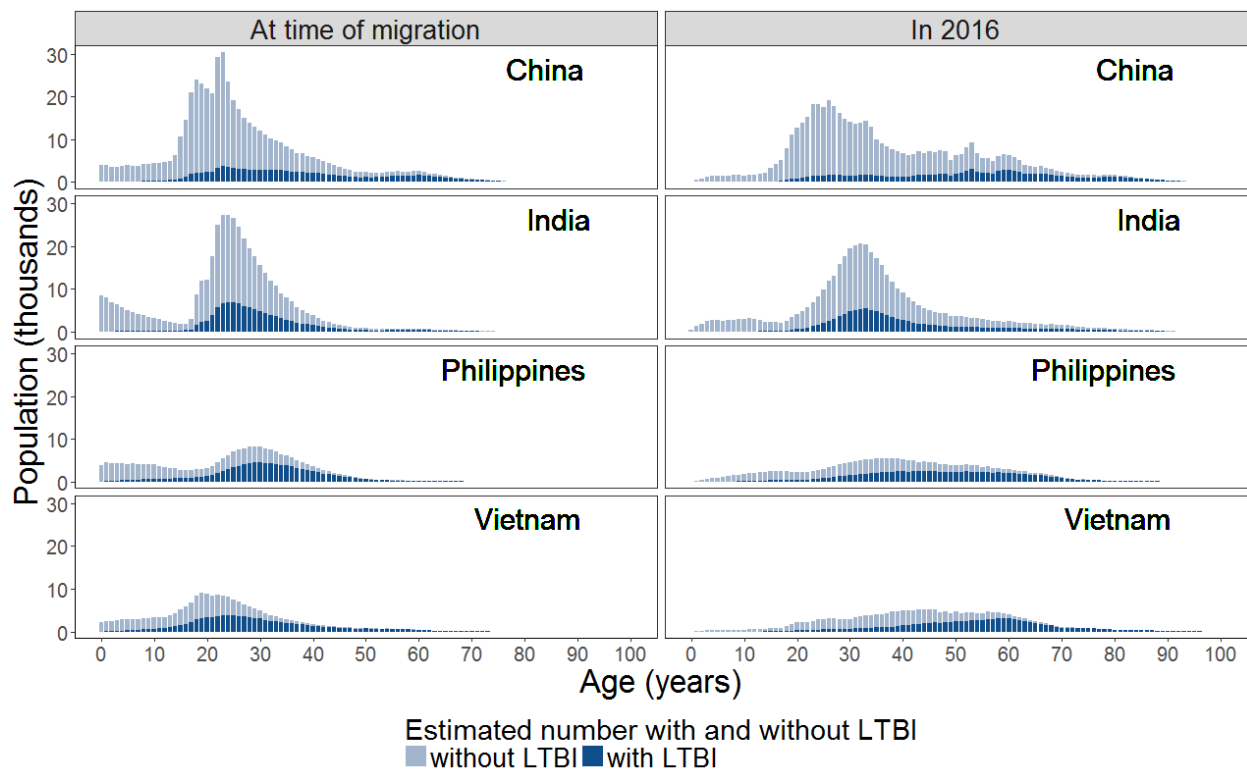 At time of migration
In 2016
Population (thousands)
30
20
10
0
China
China
30
20
10
0
India
India
30
20
10
0
Philippines
Philippines
30
20
10
0
Vietnam
Vietnam
0 10 20 30 40 50 60 70 80 90 100
0 10 20 30 40 50 60 70 80 90 100
Age (years)
Estimated number with and without LTBI
without LTBI with LTBI